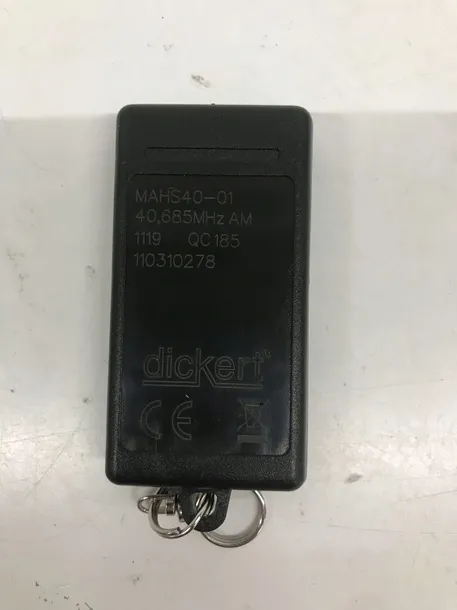 MAHS40-01
40,685MHz AM
1119 QC185
110310278
dickert®
CE